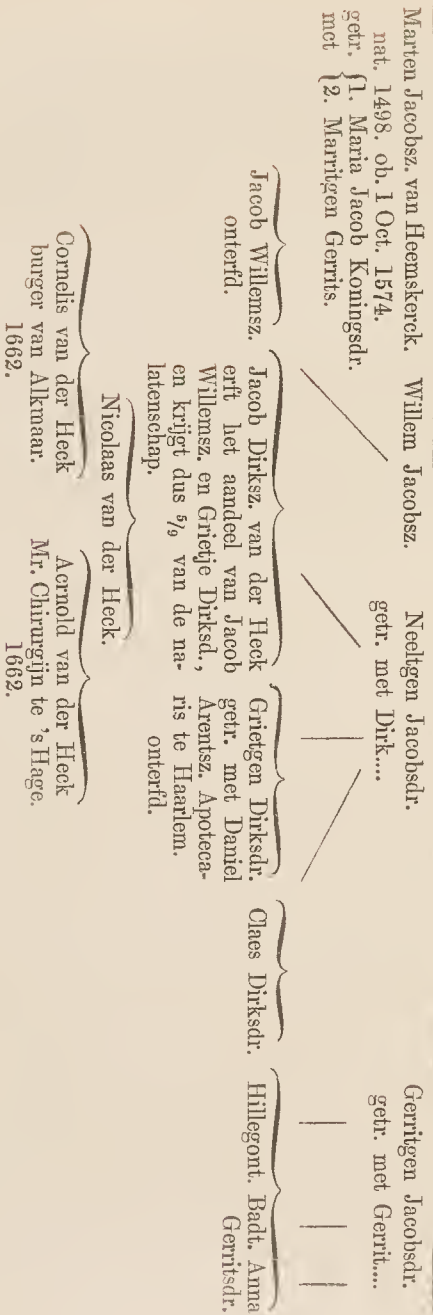 Marten Jacobsz. van Heemskerck.
nat. 1498. ob. 1 Oct. 1574.
getr. {1. Maria Jacob Koningsdr.
met {2. Marritgen Gerrits.
Willem Jacobsz.
Neeltgen Jacobsdr.
getr. met Dirk....
Gerritgen Jacobsdr.
getr. met Gerrit....
Jacob Willemsz.
onterfd.
Jacob Dirksz. van der Heck
erft het aandeel van Jacob
Willemsz. en Grietje Dirksd.,
en krijgt dus 5/9 van de na-
latenschap.
Grietgen Dirksdr.
getr. met Daniel
Arentsz. Apoteca-
ris te Haarlem.
onterfd.
Claes Dirksdr.
Hillegont. Badt. Anna
Gerritsdr.
Nicolaas van der Heck.
Cornelis van der Heck
burger van Alkmaar.
1662.
Aernold van der Heck
Mr. Chirurgijn te 's Hage.
1662.